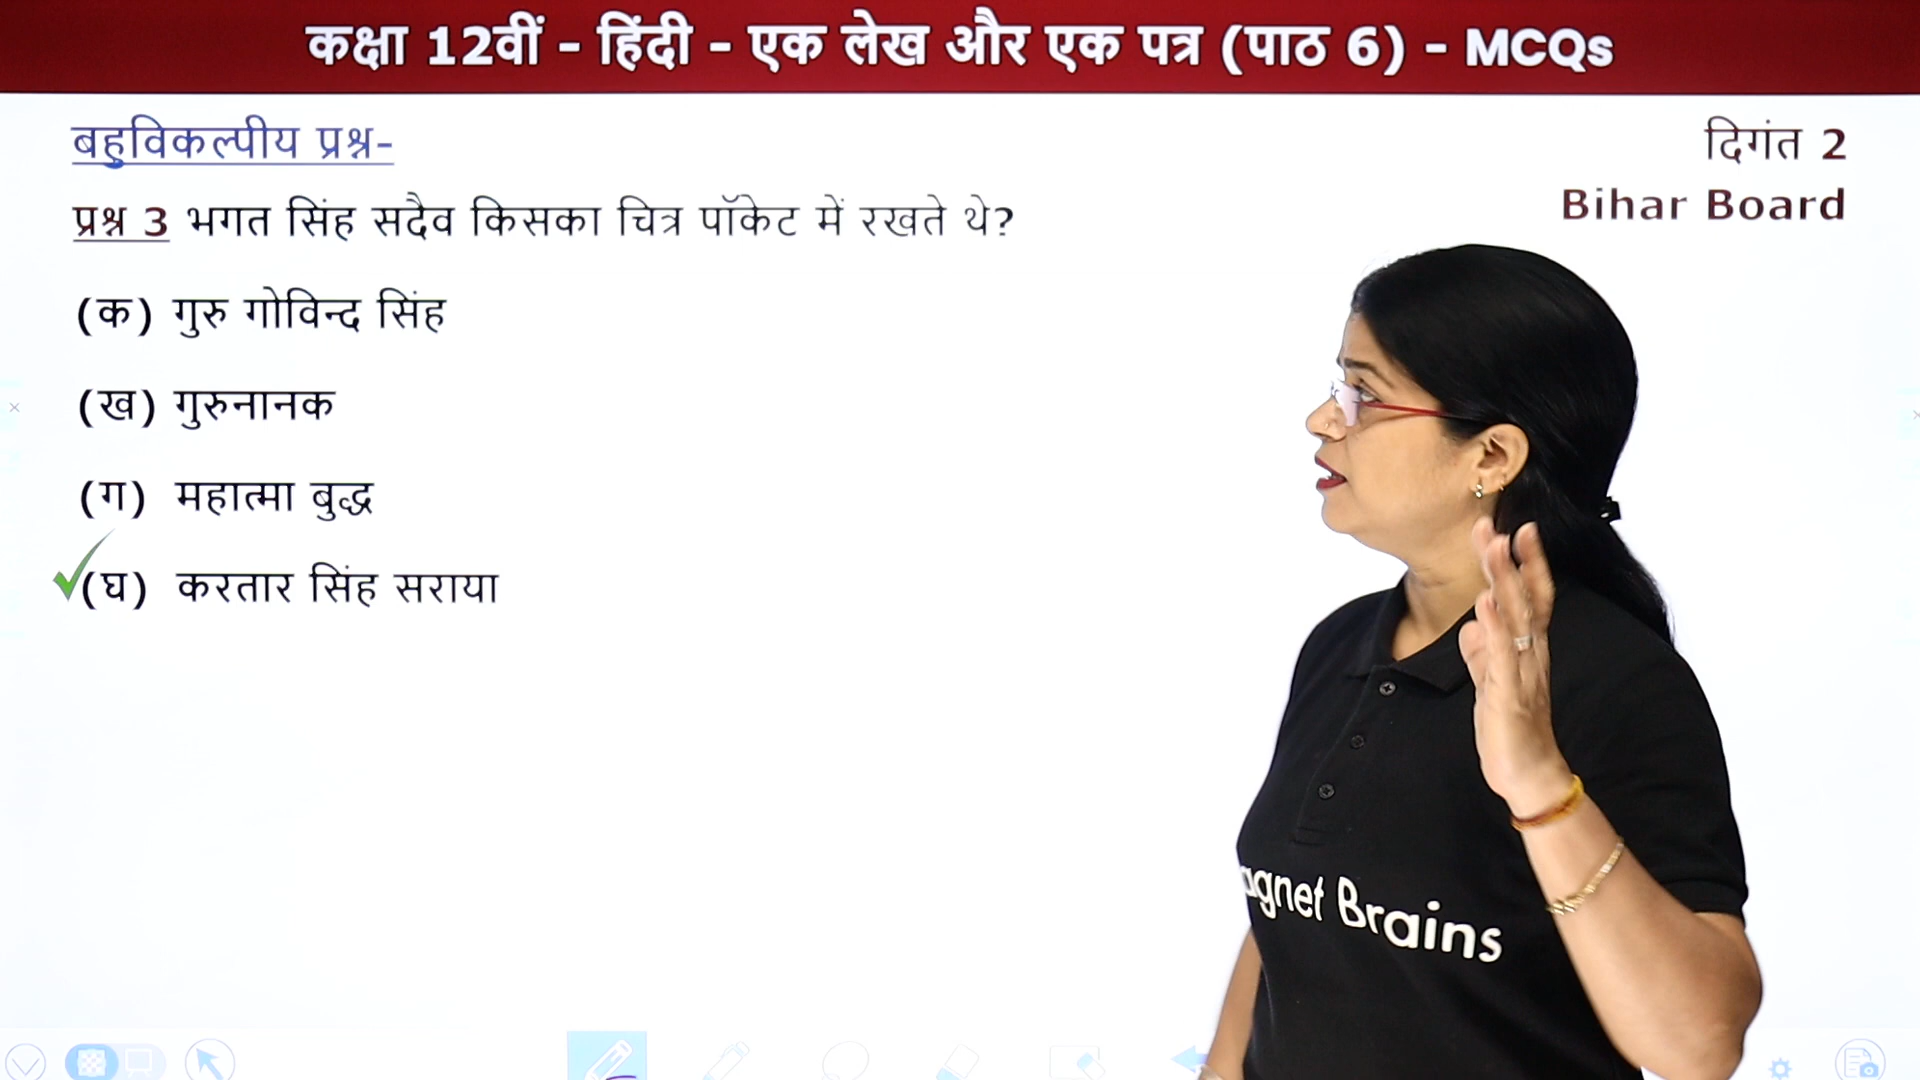 कक्षा 12वीं - हिंदी - एक लेख और एक पत्र (पाठ 6) - MCQs
बहुविकल्पीय प्रश्न-
दिगंत 2
Bihar Board
प्रश्न 3 भगत सिंह सदैव किसका चित्र पॉकेट में रखते थे?
(क) गुरु गोविन्द सिंह
(ख) गुरुनानक
(ग) महात्मा बुद्ध
(घ) करतार सिंह सराया
agnet Brains